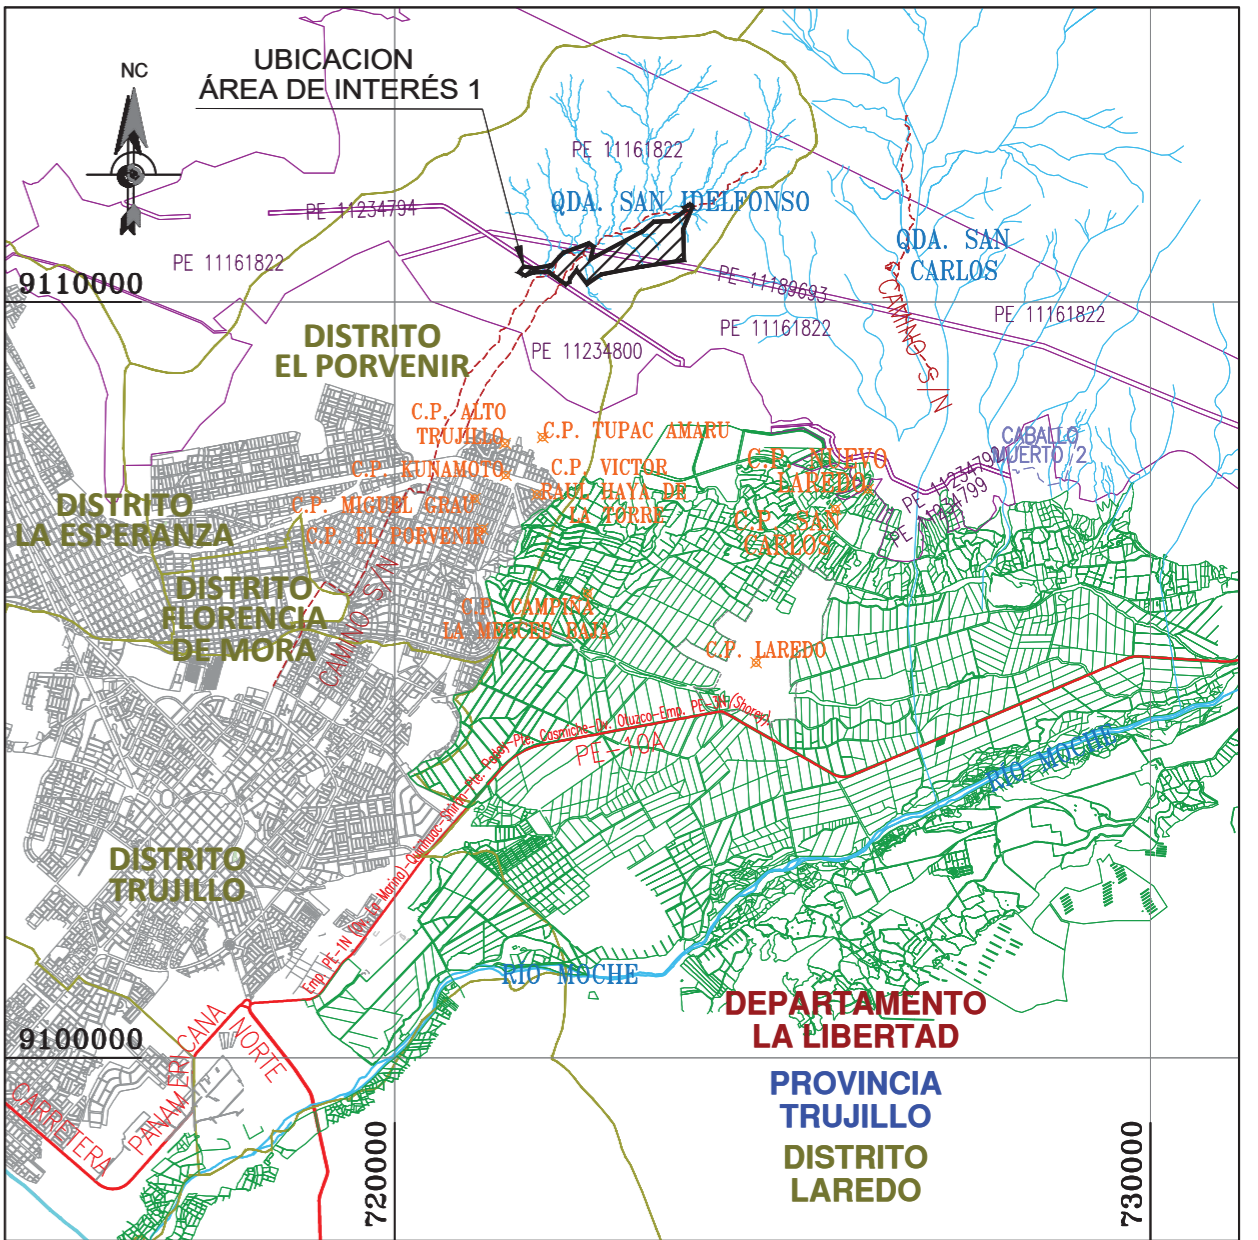 UBICACION
ÁREA DE INTERÉS 1
NC
PE 11161822
QDA. SAN IDELFONSO
PE 11234794
PE 11161822
QDA. SAN
CARLOS
9110000
PE 11189693
PE 11161822
PE 11161822
CAMINO S/N
DISTRITO
EL PORVENIR
PE 11234800
C.P. ALTO
TRUJILLO
C.P. TUPAC AMARU
CABALLO
MUERTO 2
C.P. KUNAMOTO
C.P. VICTOR
RAUL HAYA DE
LA TORRE
C.P. NUEVO
LAREDO
PE 11234799
C.P. MIGUEL GRAU
C.P. EL PORVENIR
C.P. SAN
CARLOS
DISTRITO
LA ESPERANZA
DISTRITO
FLORENCIA
DE MORA
CAMINO S/N
C.P. CAMPIÑA
LA MERCED BAJA
C.P. LAREDO
PE-10A
RIO MOCHE
DISTRITO
TRUJILLO
RIO MOCHE
DEPARTAMENTO
LA LIBERTAD
9100000
CARRETERA PANAMERICANA NORTE
PROVINCIA
TRUJILLO
DISTRITO
LAREDO
720000
730000